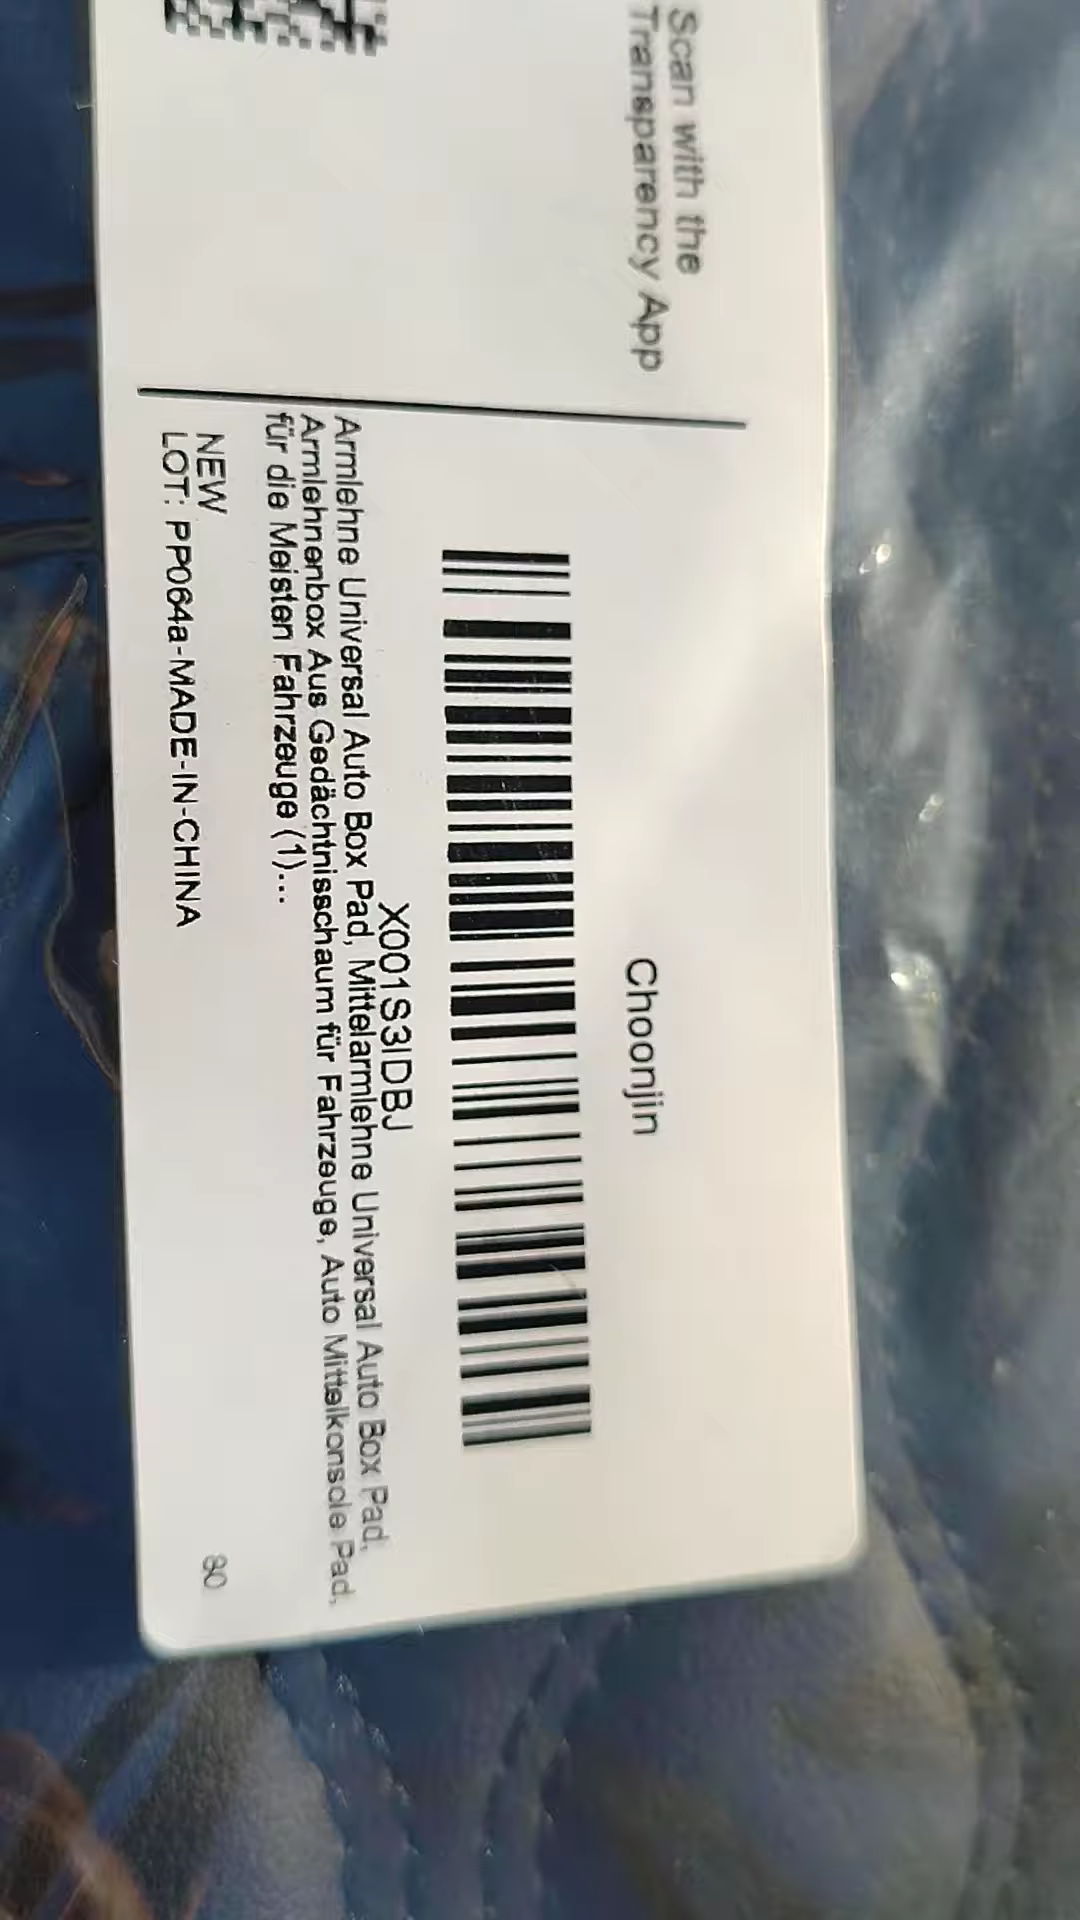 Scan with the
Transparency App
Choonjin
X001S3IDBJ
Armlehne Universal Auto Box Pad, Mittelarmlehne Universal Auto Box Pad,
Armlehnenbox Aus Gedächtnisschaum für Fahrzeuge, Auto Mittelkonsole Pad,
für die Meisten Fahrzeuge (1)...
NEW
LOT: PP064a-MADE-IN-CHINA
80